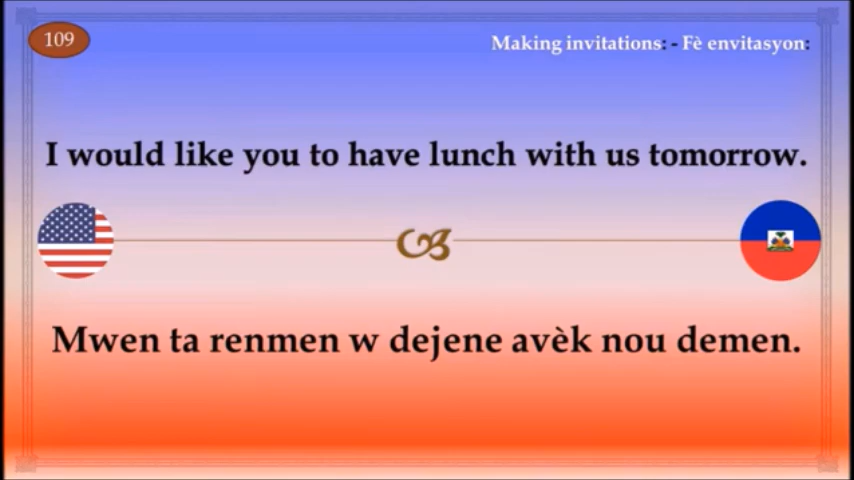 109
Making invitations: - Fè envitasyon:
I would like you to have lunch with us tomorrow.
Mwen ta renmen w dejene avèk nou demen.